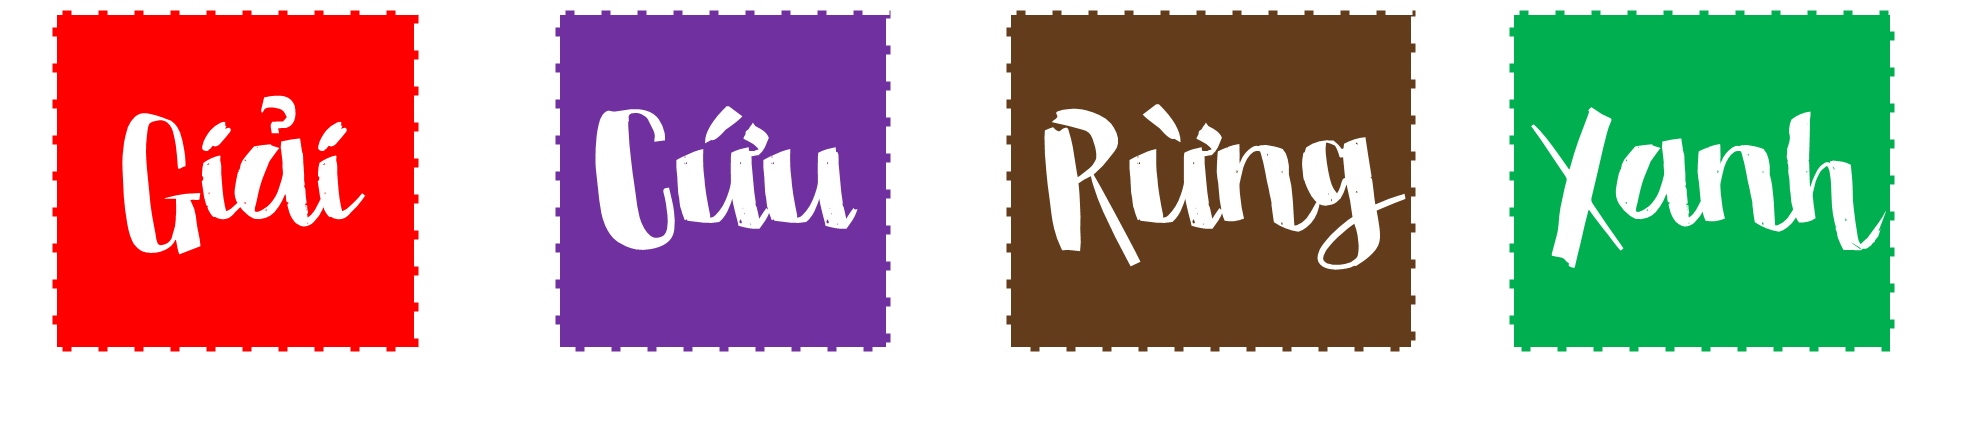 Giải Cứu Rừng Xanh